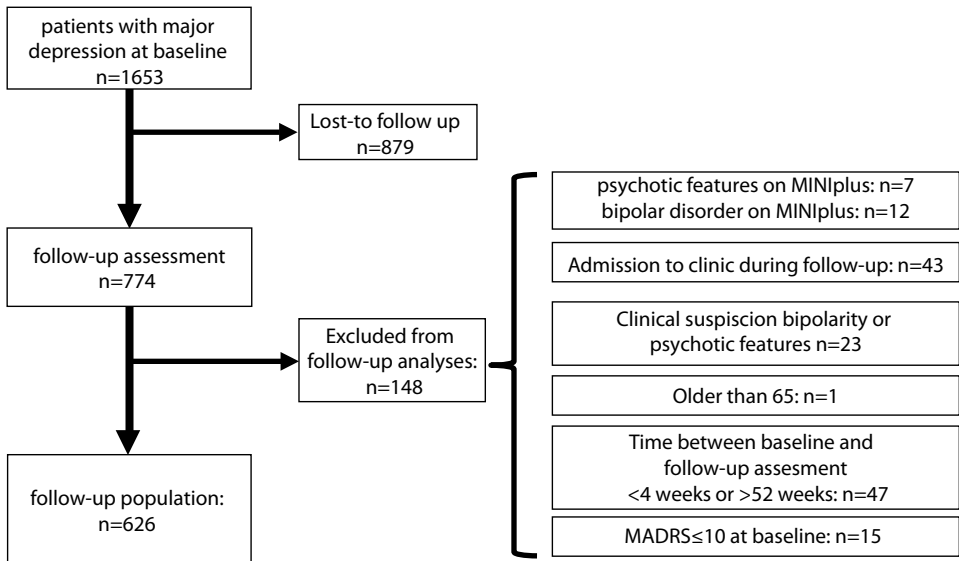 patients with major
depression at baseline
n=1653
Lost-to follow up
n=879
follow-up assessment
n=774
Excluded from
follow-up analyses:
n=148
follow-up population:
n=626
psychotic features on MINIplus: n=7
bipolar disorder on MINIplus: n=12
Admission to clinic during follow-up: n=43
Clinical suspiscion bipolarity or
psychotic features n=23
Older than 65: n=1
Time between baseline and
follow-up assesment
<4 weeks or >52 weeks: n=47
MADRS≤10 at baseline: n=15